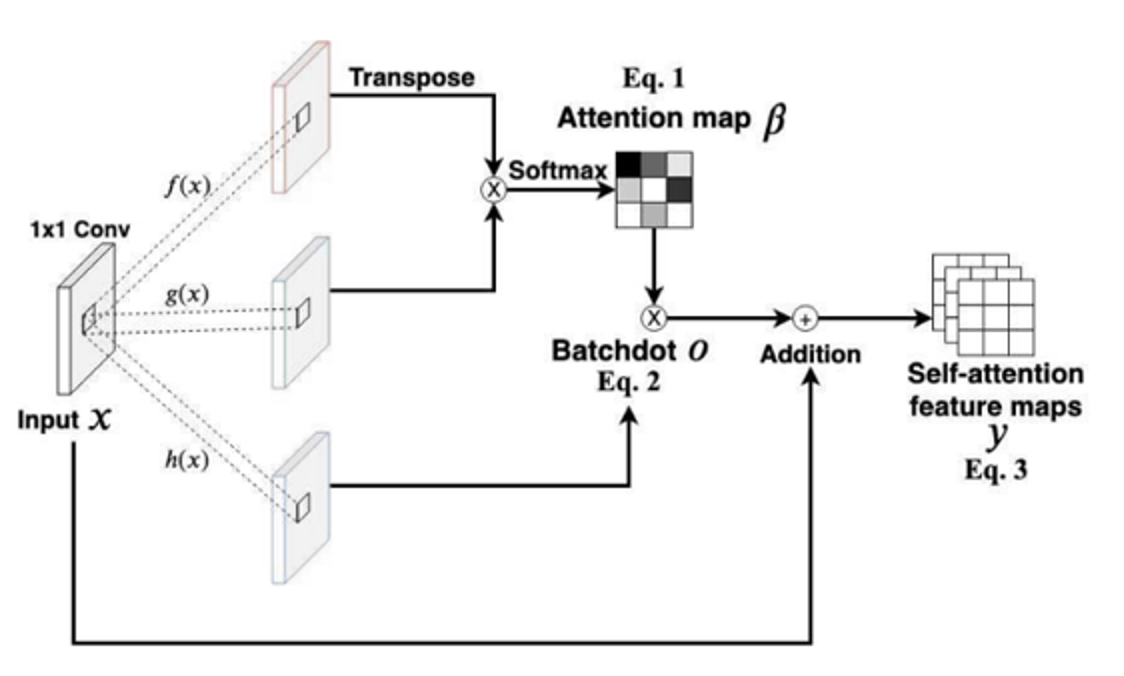 Transpose
Eq. 1
Attention map β
Softmax
X
f(x)
1x1 Conv
g(x)
X
+
Batchdot O
Eq. 2
Addition
Self-attention
feature maps
y
Eq. 3
Input X
h(x)